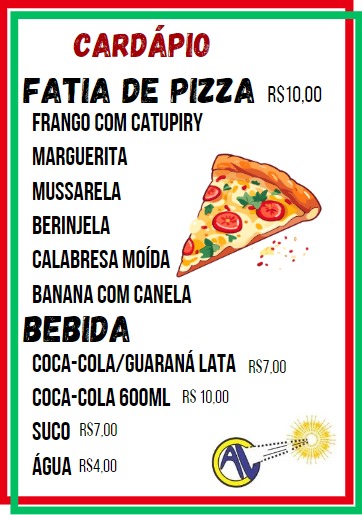 CARDÁPIO
FATIA DE PIZZA R$10,00
FRANGO COM CATUPIRY
MARGUERITA
MUSSARELA
BERINJELA
CALABRESA MOÍDA
BANANA COM CANELA
BEBIDA
COCA-COLA/GUARANÁ LATA R$7,00
COCA-COLA 600ML R$ 10,00
SUCO R$7,00
ÁGUA R$4,00